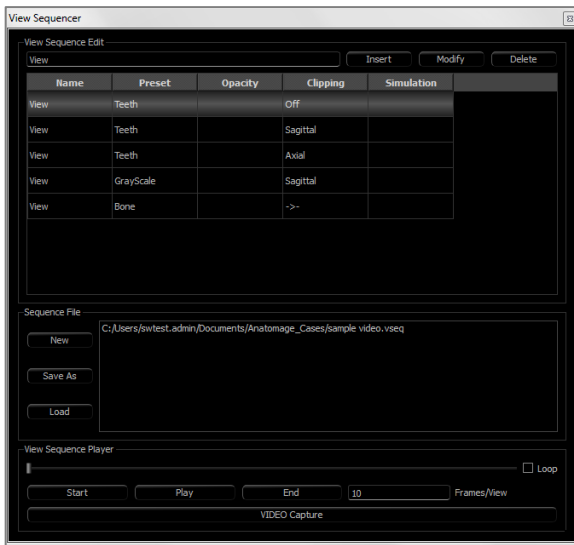 View Sequencer
View Sequence Edit
View Insert Modify Delete
Name Preset Opacity Clipping Simulation
View Teeth Off
View Teeth Sagittal
View Teeth Axial
View GrayScale Sagittal
View Bone ->-
Sequence File
C:/Users/swtest.admin/Documents/Anatomage_Cases/sample video.vseq
New
Save As
Load
View Sequence Player
Loop
Start Play End 10 Frames/View
VIDEO Capture